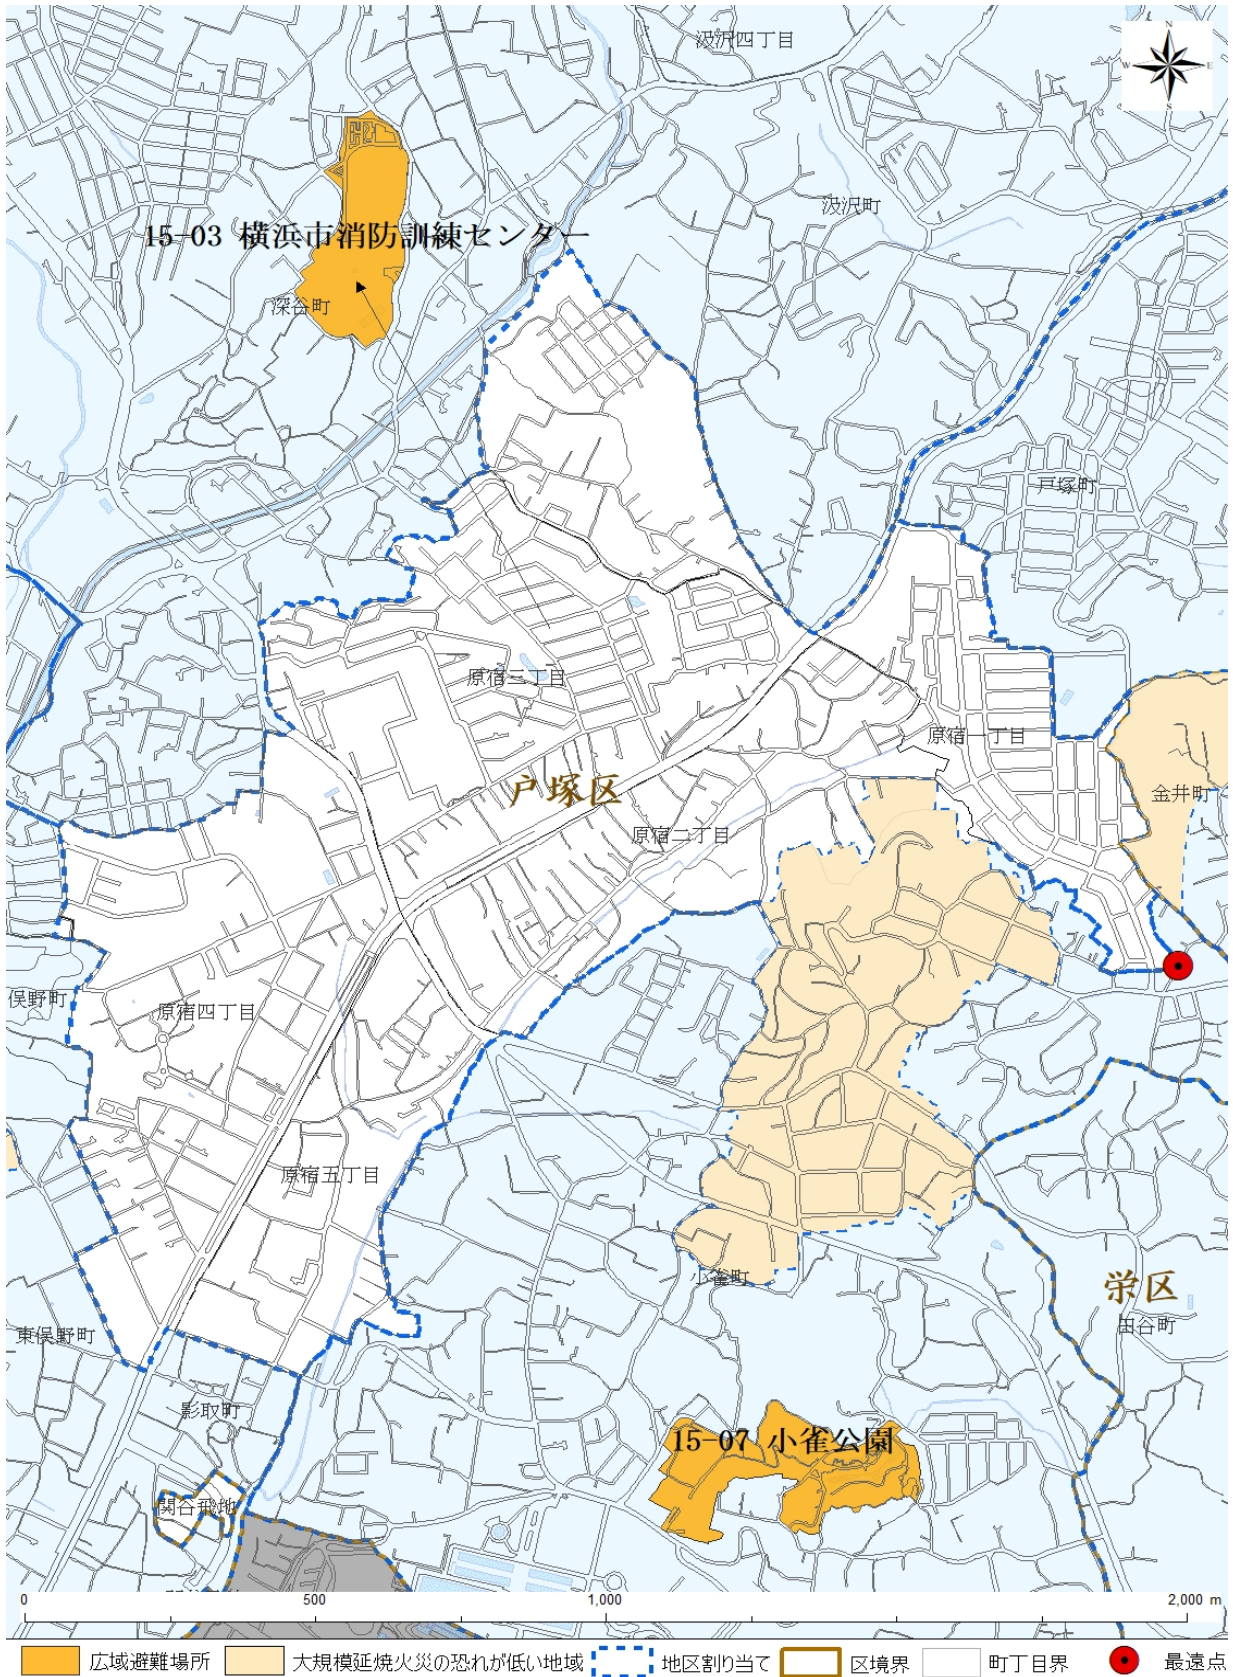 汲沢四丁目
N
W E
S
汲沢町
15-03 横浜市消防訓練センター
深谷町
戸塚町
原宿三丁目
原宿一丁目
戸塚区
金井町
原宿二丁目
俣野町
原宿四丁目
原宿五丁目
小雀町
栄区
田谷町
東俣野町
影取町
15-07 小雀公園
関谷飛地
0 500 1,000 2,000 m
広域避難場所 大規模延焼火災の恐れが低い地域 地区割り当て 区境界 町丁目界 最遠点